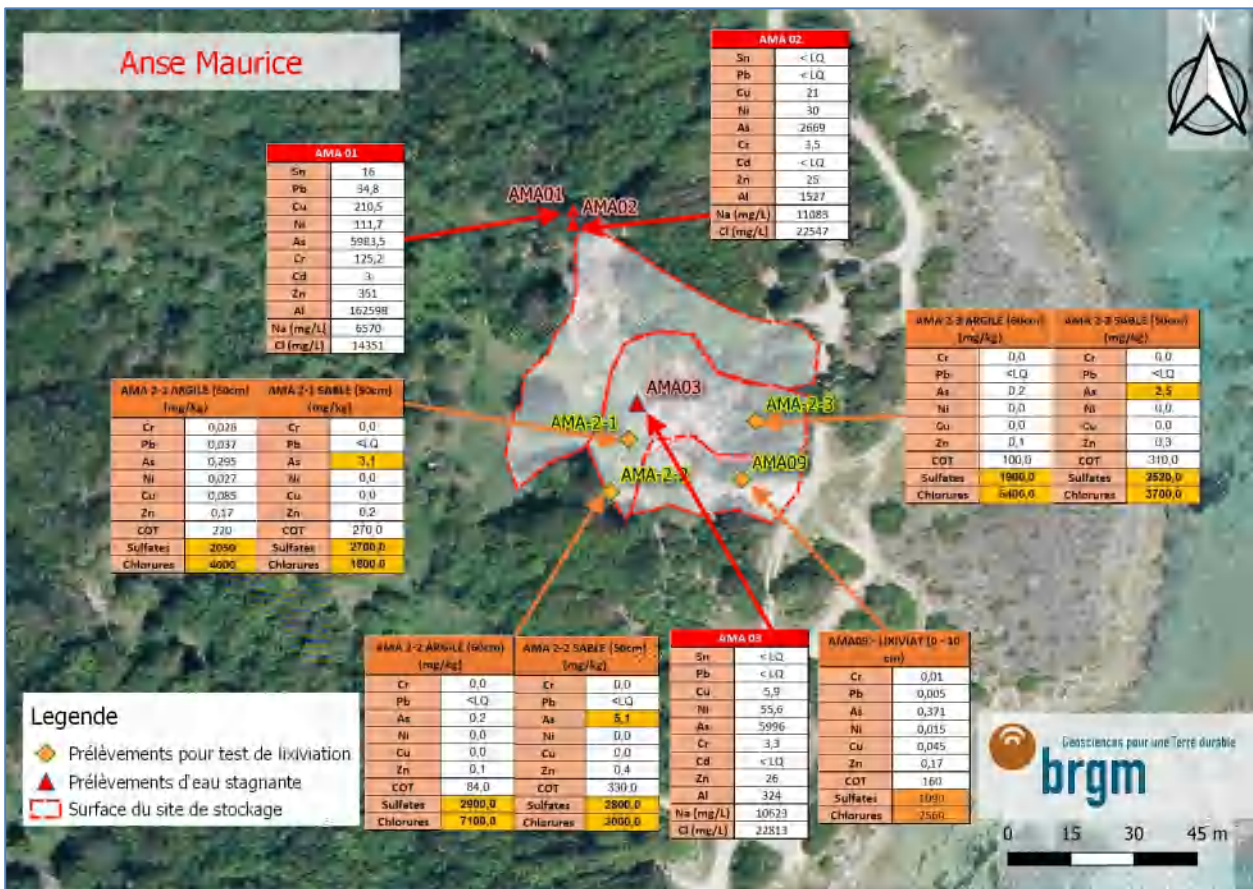 Anse Maurice
N
AMA 02
Sn < LQ
Pb < LQ
Cu 21
Ni 30
As 2669
Cr 3,5
Cd < LQ
Zn 25
Al 1527
Na (mg/L) 11083
Cl (mg/L) 22547
AMA 01
Sn 16
Pb 34,8
Cu 210,5
Ni 111,7
As 5983,5
Cr 125,2
Cd 3
Zn 351
Al 162598
Na (mg/L) 6570
Cl (mg/L) 14351
AMA01
AMA02
AMA03
AMA-2-1
AMA-2-2
AMA-2-3
AMA09
AMA 2-3 ARGILE (60cm) (mg/kg)
Cr 0,0
Pb <LQ
As 0,2
Ni 0,0
Cu 0,0
Zn 0,1
COT 100,0
Sulfates 1900,0
Chlorures 5400,0
AMA 2-3 SABLE (50cm) (mg/kg)
Cr 0,0
Pb <LQ
As 2,5
Ni 0,0
Cu 0,0
Zn 0,3
COT 310,0
Sulfates 3520,0
Chlorures 3700,0
ARGILE (60cm) (mg/kg)
Cr 0,028
Pb 0,037
As 0,295
Ni 0,027
Cu 0,085
Zn 0,17
COT 220
Sulfates 2050
Chlorures 4000
AMA 2-1 SABLE (50cm) (mg/kg)
Cr 0,0
Pb <LQ
As 3,1
Ni 0,0
Cu 0,0
Zn 0,2
COT 270,0
Sulfates 2700,0
Chlorures 1800,0
AMA 2-2 ARGILE (60cm) (mg/kg)
Cr 0,0
Pb <LQ
As 0,2
Ni 0,0
Cu 0,0
Zn 0,1
COT 84,0
Sulfates 2900,0
Chlorures 7100,0
AMA 2-2 SABLE (50cm) (mg/kg)
Cr 0,0
Pb <LQ
As 5,1
Ni 0,0
Cu 0,0
Zn 0,4
COT 330,0
Sulfates 2800,0
Chlorures 3000,0
AMA 03
Sn < LQ
Pb < LQ
Cu 5,9
Ni 55,6
As 5996
Cr 3,3
Cd < LQ
Zn 26
Al 324
Na (mg/L) 10623
Cl (mg/L) 22813
AMA09 - LIXIVIAT (0 - 10 cm)
Cr 0,01
Pb 0,005
As 0,371
Ni 0,015
Cu 0,045
Zn 0,17
COT 160
Sulfates 1090
Chlorures 2560
Legende
Prélèvements pour test de lixiviation
Prélèvements d'eau stagnante
Surface du site de stockage
Géosciences pour une Terre durable
brgm
0 15 30 45 m